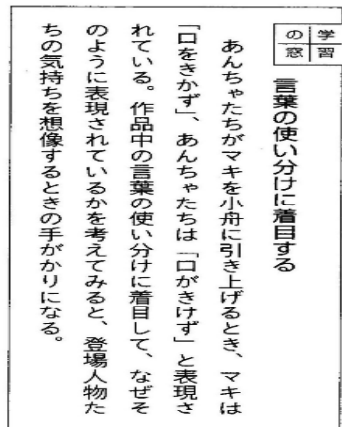 学習の窓
言葉の使い分けに着目する
あんちゃたちがマキを小舟に引き上げるとき、マキは
「口をきかず」、あんちゃたちは「口がきけず」と表現さ
れている。作品中の言葉の使い分けに着目して、なぜそ
のように表現されているかを考えてみると、登場人物た
ちの気持ちを想像するときの手がかりになる。